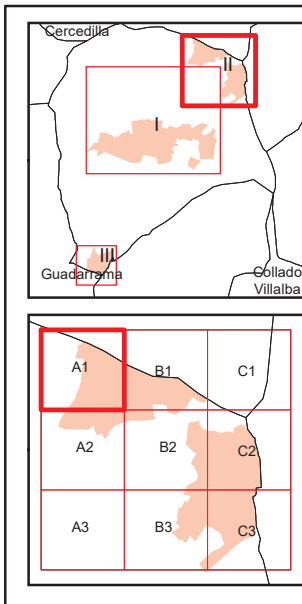 Cercedilla
II
I
III
Guadarrama
Collado
Villalba
A1
B1
C1
A2
B2
C2
A3
B3
C3